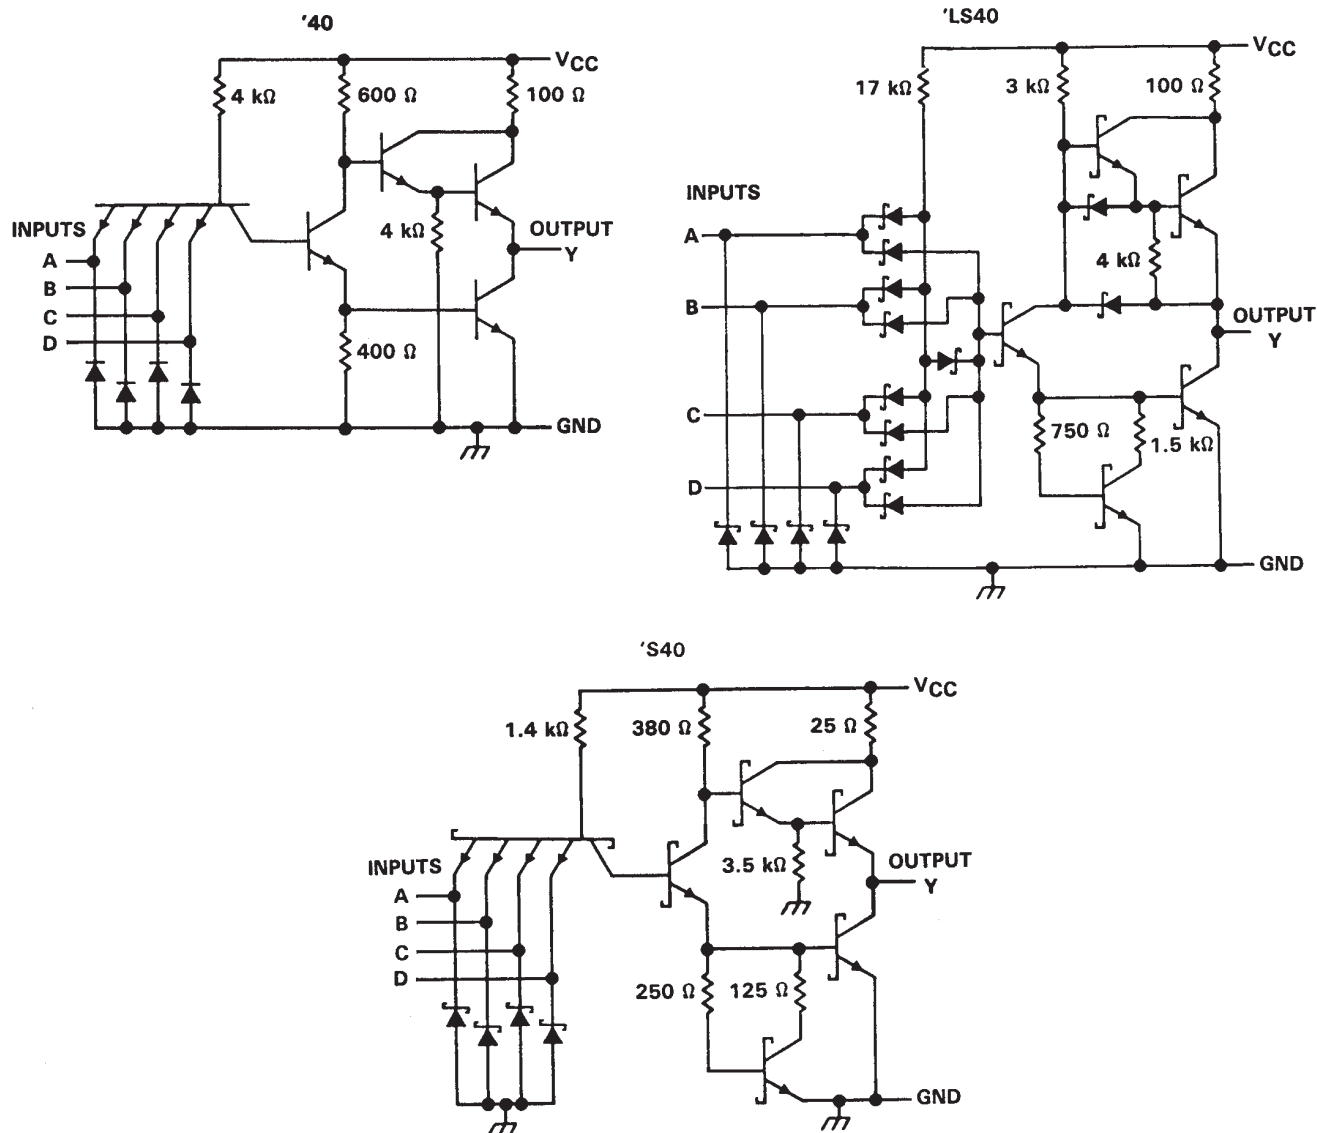 '40
VCC
4 kΩ
600 Ω
100 Ω
INPUTS
4 kΩ
OUTPUT
Y
A
B
C
D
400 Ω
GND
'LS40
VCC
17 kΩ
3 kΩ
100 Ω
INPUTS
A
4 kΩ
B
OUTPUT
Y
C
750 Ω
1.5 kΩ
D
GND
'S40
VCC
1.4 kΩ
380 Ω
25 Ω
INPUTS
3.5 kΩ
OUTPUT
Y
A
B
C
D
250 Ω
125 Ω
GND